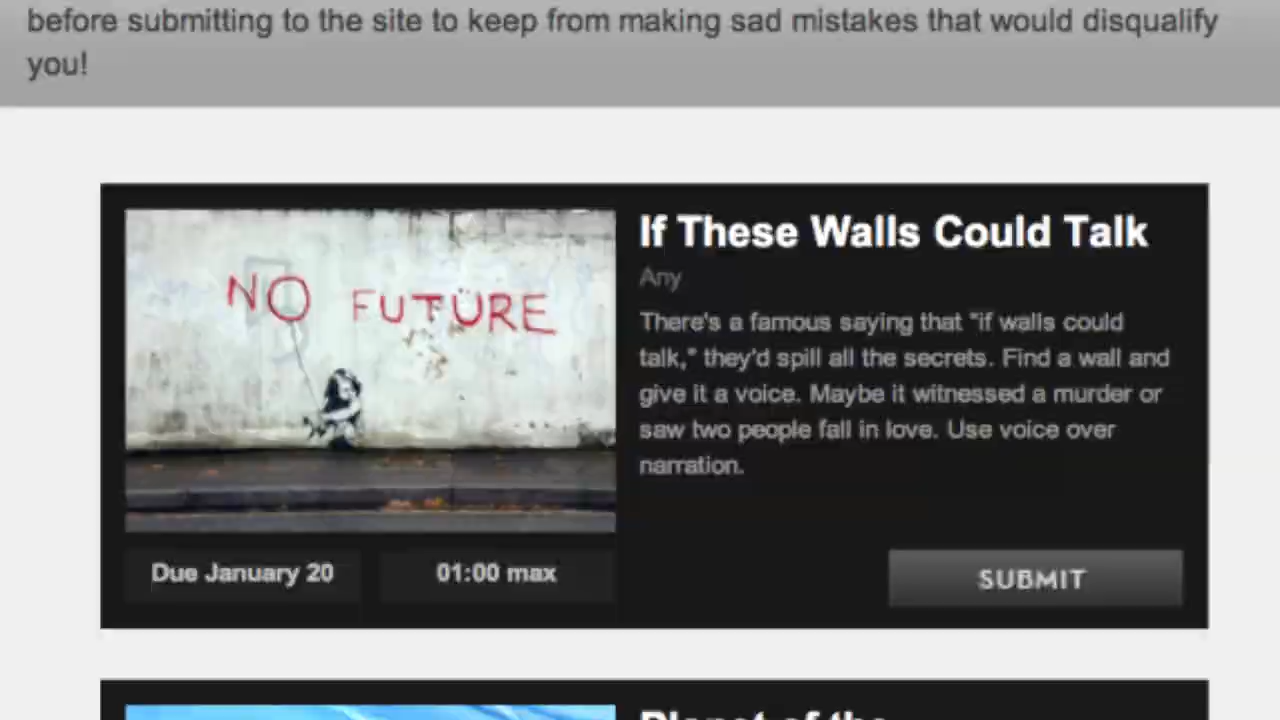 before submitting to the site to keep from making sad mistakes that would disqualify
you!
NO FUTURE
If These Walls Could Talk
Any
There's a famous saying that "if walls could
talk," they'd spill all the secrets. Find a wall and
give it a voice. Maybe it witnessed a murder or
saw two people fall in love. Use voice over
narration.
Due January 20
01:00 max
SUBMIT
Planet of the